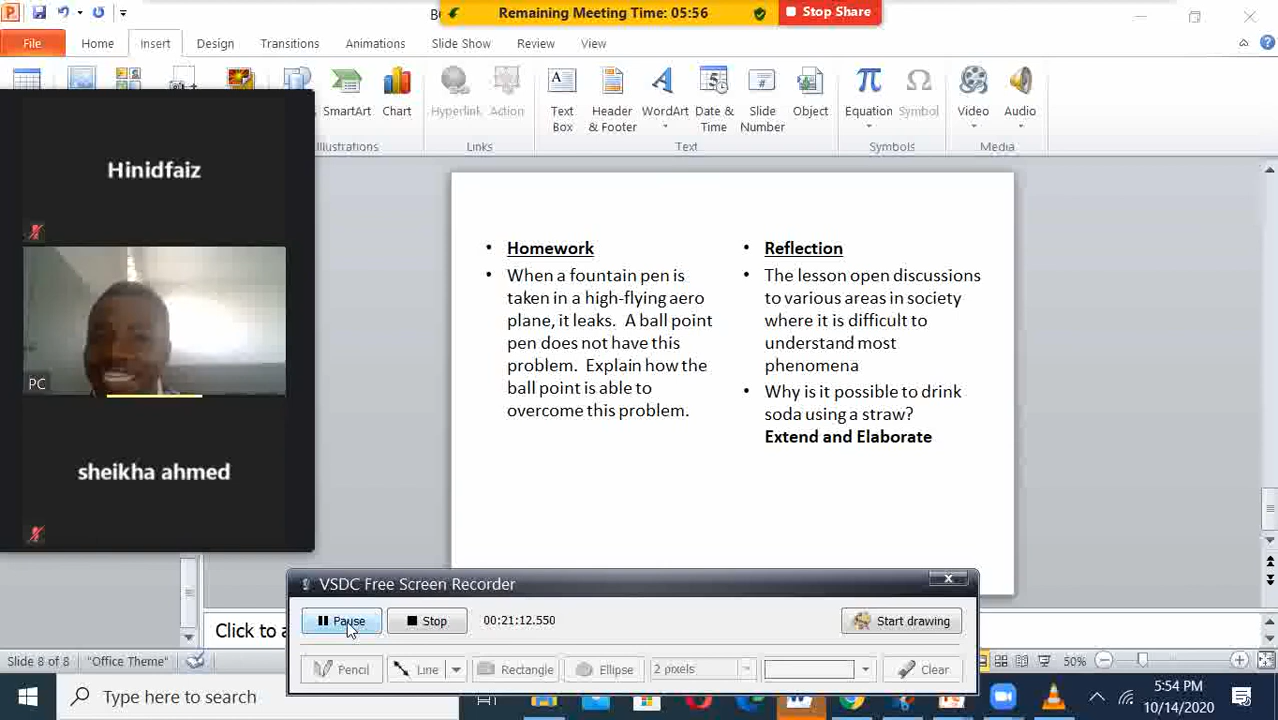 Remaining Meeting Time: 05:56
Stop Share
File Home Insert Design Transitions Animations Slide Show Review View
SmartArt Chart Hyperlink Action Text Box Header & Footer WordArt Date & Time Slide Number Object Equation Symbol Video Audio
Links Text Symbols Media
Hinidfaiz
PC
sheikha ahmed
Homework
When a fountain pen is
taken in a high-flying aero
plane, it leaks. A ball point
pen does not have this
problem. Explain how the
ball point is able to
overcome this problem.
Reflection
The lesson open discussions
to various areas in society
where it is difficult to
understand most
phenomena
Why is it possible to drink
soda using a straw?
Extend and Elaborate
VSDC Free Screen Recorder
Pause Stop 00:21:12.550 Start drawing
Pencil Line Rectangle Ellipse 2 pixels Clear
Click to
Slide 8 of 8 "Office Theme" 50%
Type here to search
5:54 PM
10/14/2020